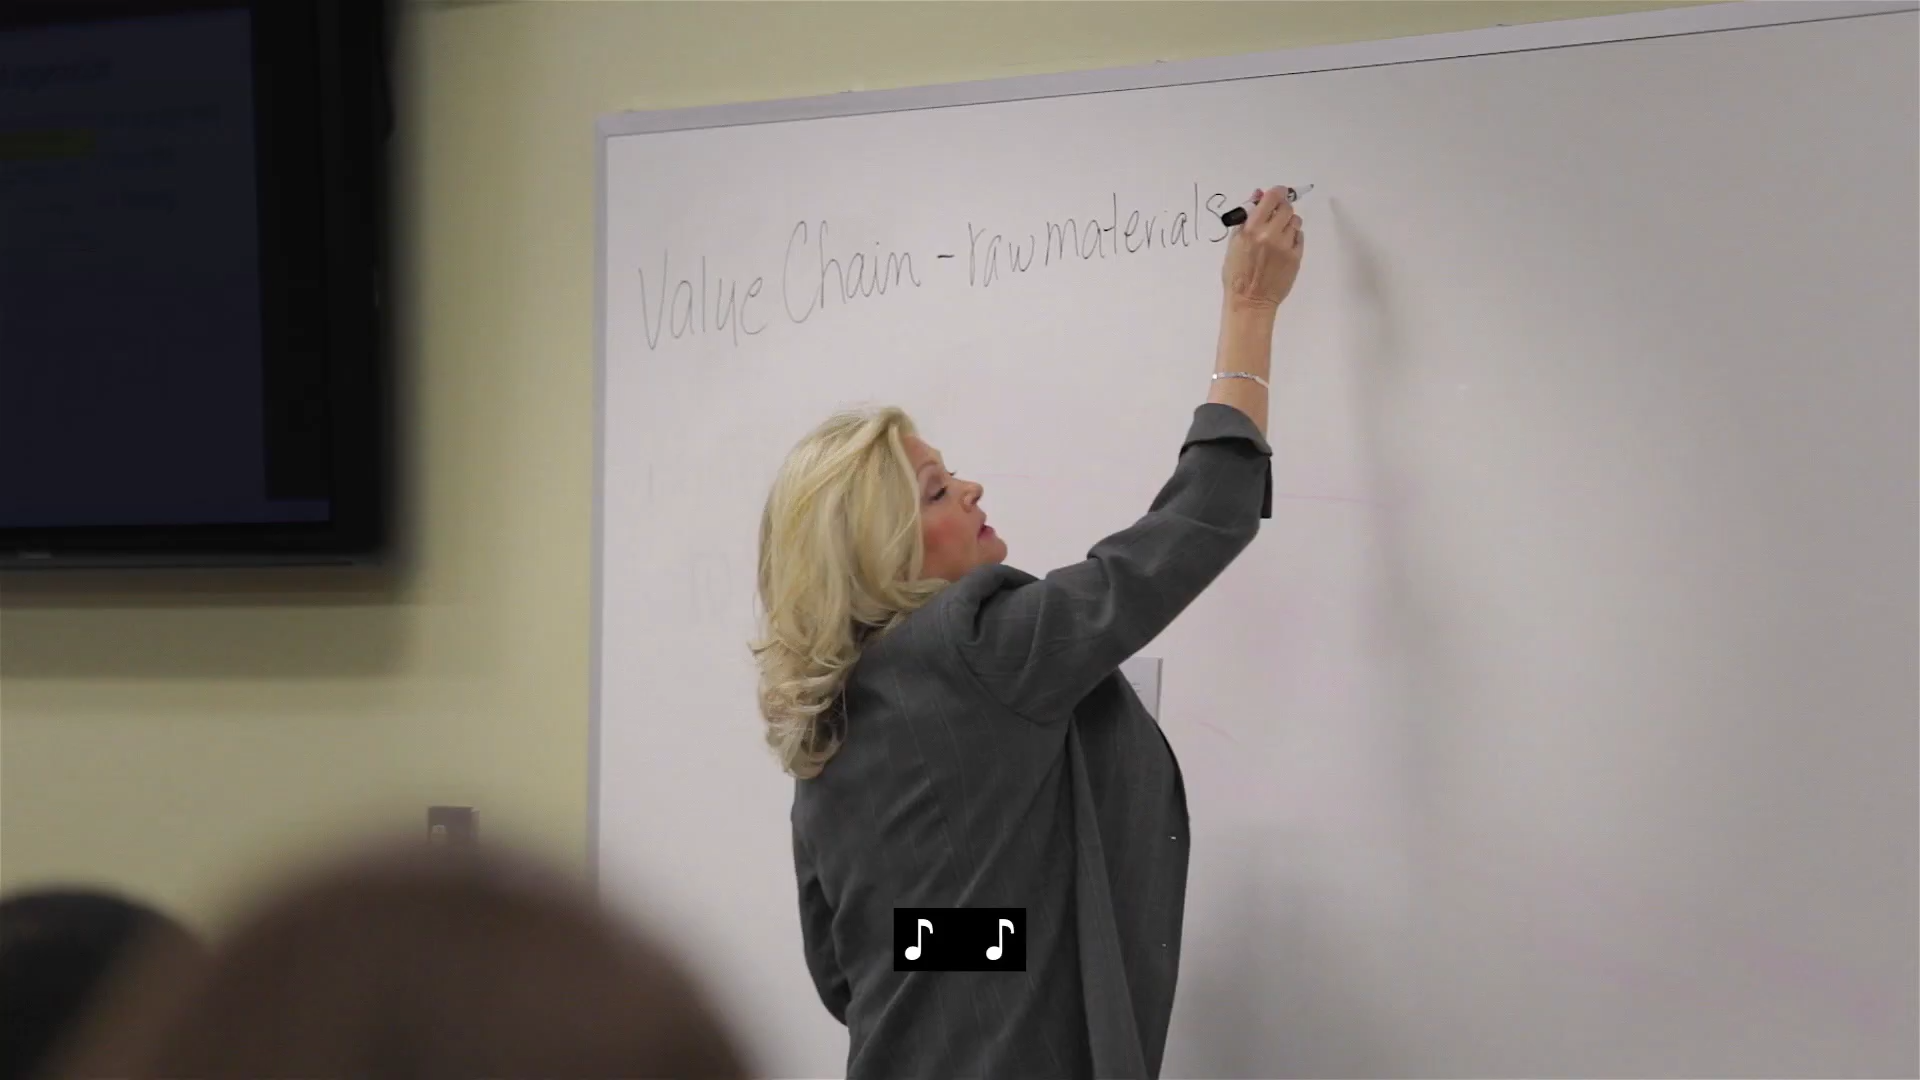 Value Chain - raw materials
♪ ♪